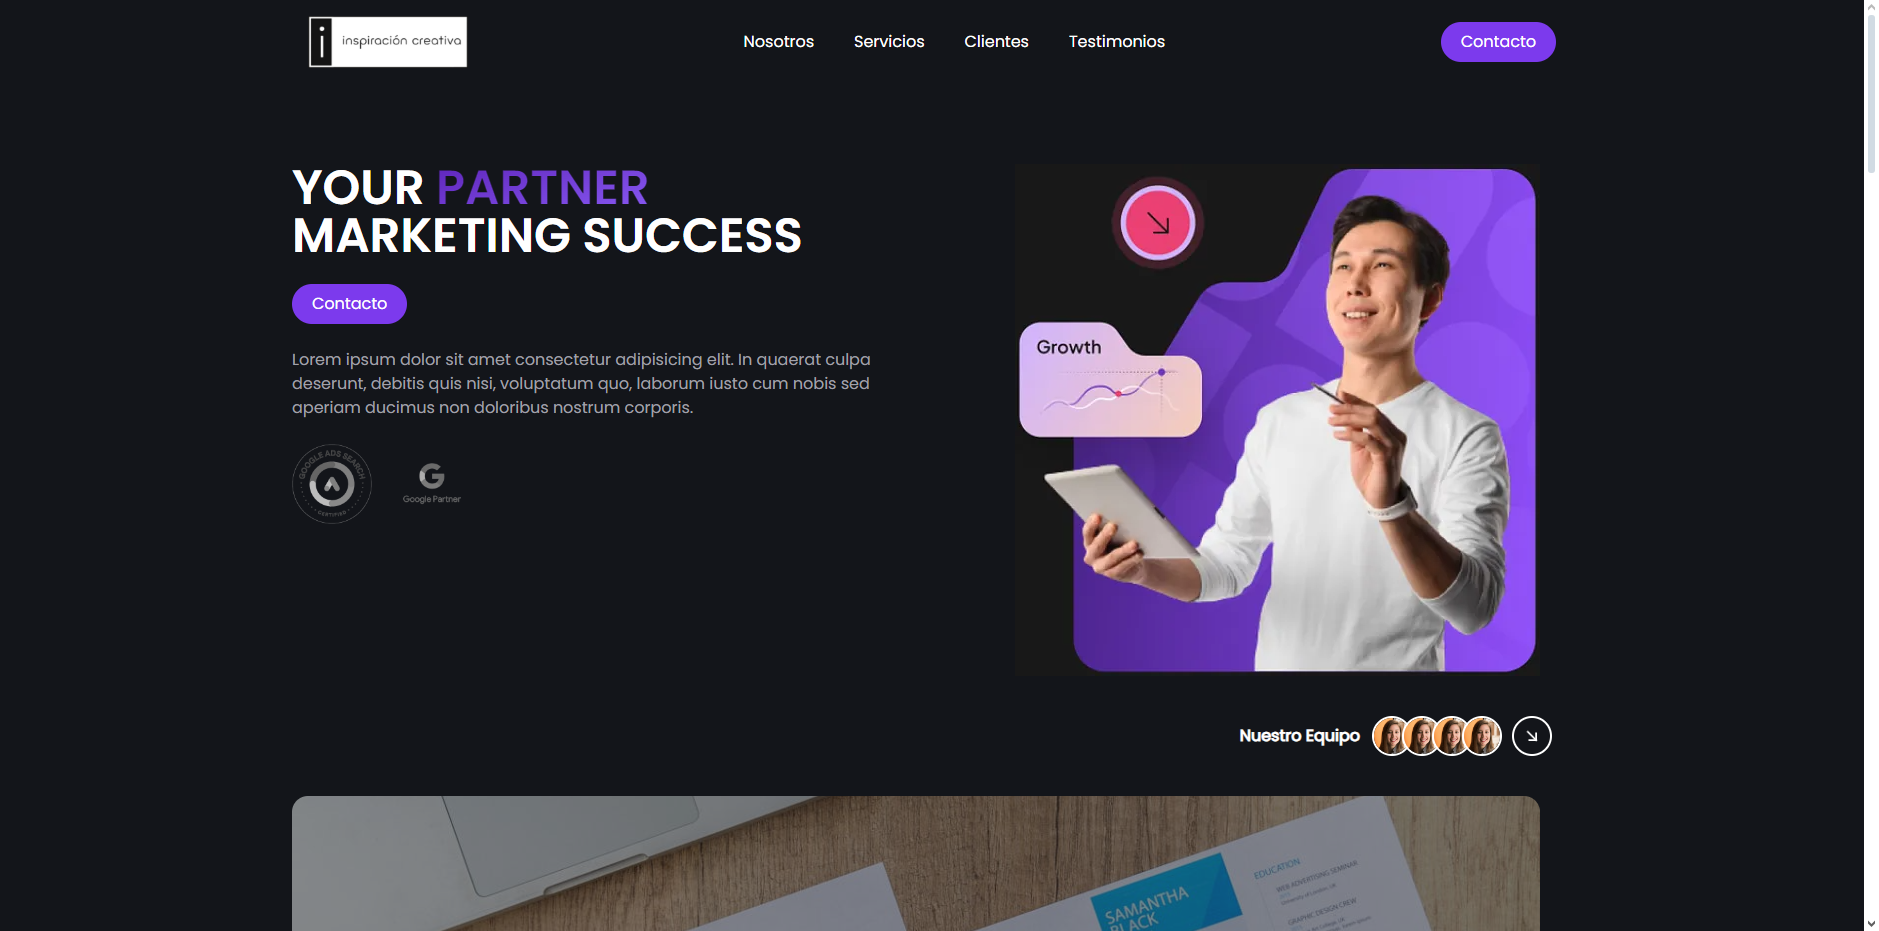 i inspiración creativa
Nosotros
Servicios
Clientes
Testimonios
Contacto
YOUR PARTNER
MARKETING SUCCESS
Contacto
Lorem ipsum dolor sit amet consectetur adipisicing elit. In quaerat culpa
deserunt, debitis quis nisi, voluptatum quo, laborum iusto cum nobis sed
aperiam ducimus non doloribus nostrum corporis.
GOOGLE ADS SEARCH
CERTIFIED
Google Partner
Growth
Nuestro Equipo
SAMANTHA
BLACK
EDUCATION
WEB ADVERTISING SEMINAR
GRAPHIC DESIGN CREW